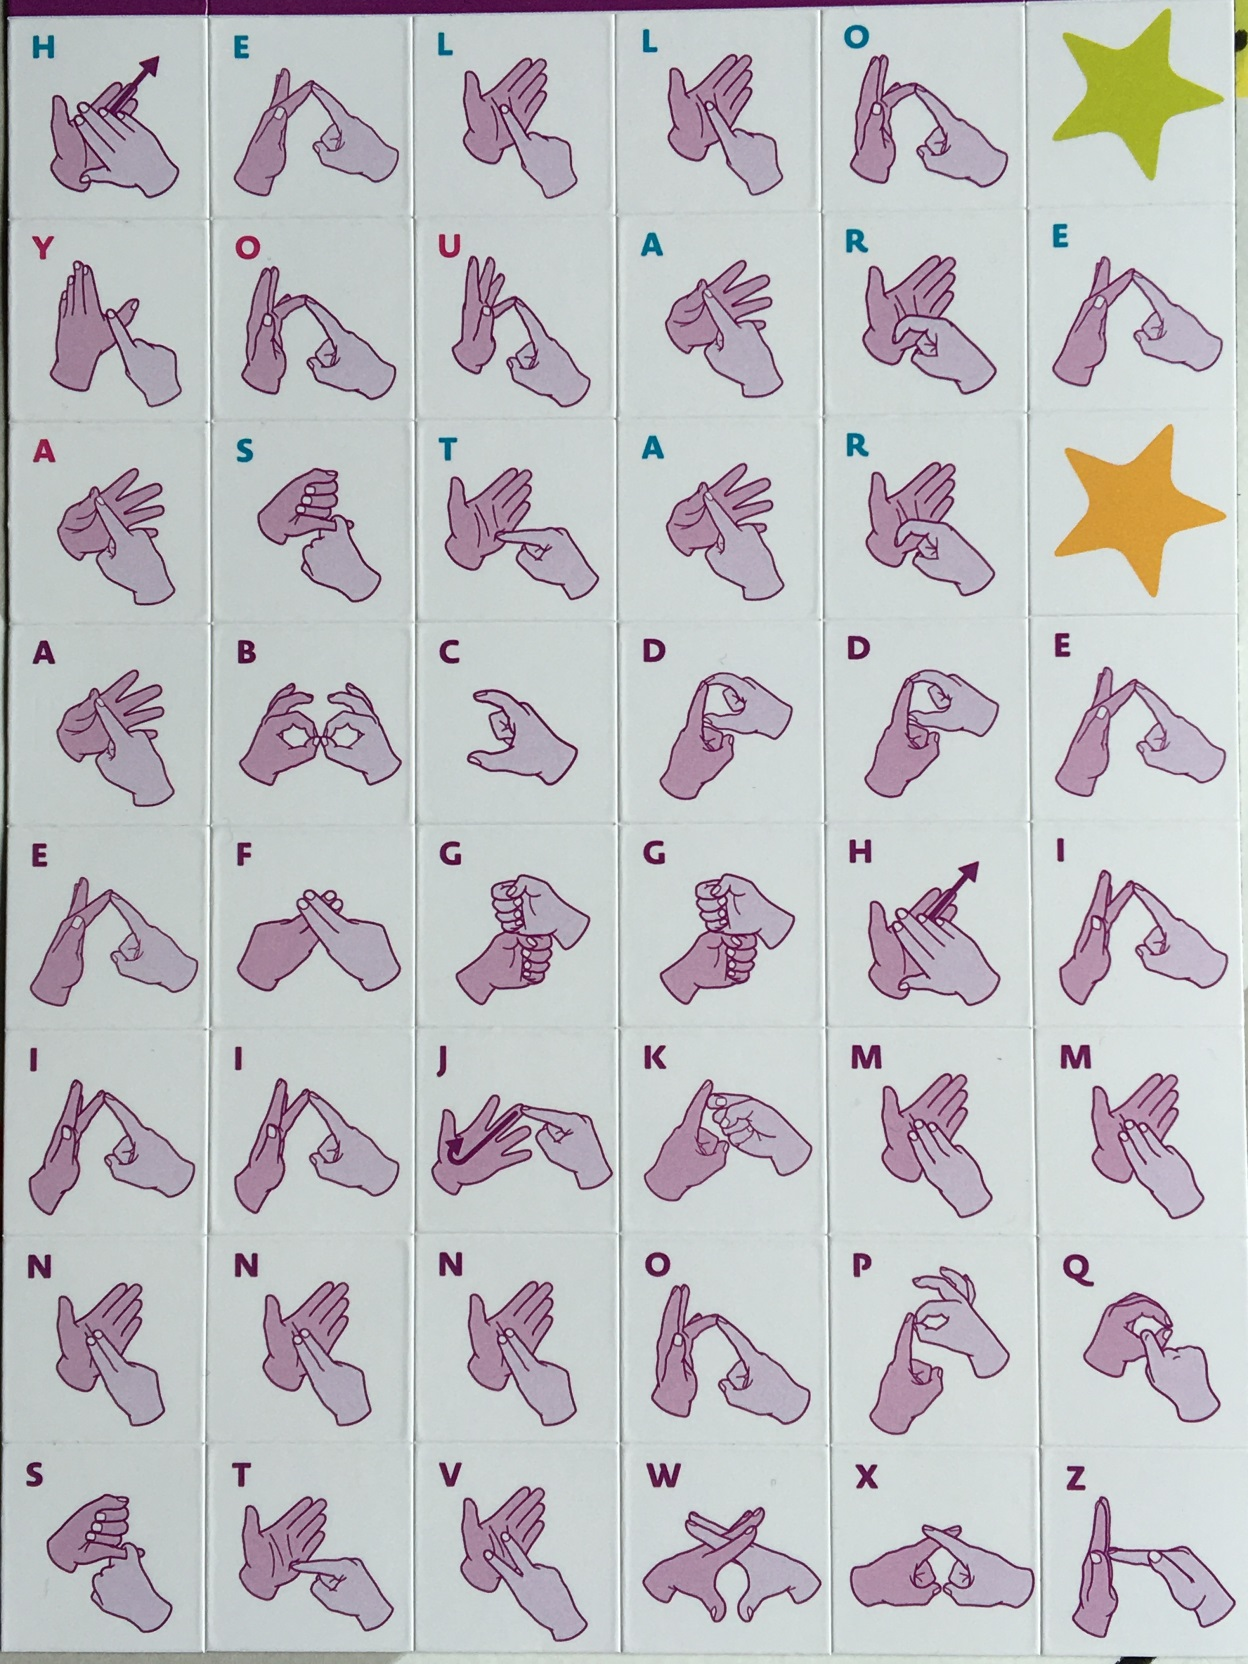 H E L L O
Y O U A R E
A S T A R
A B C D D E
E F G G H I
I I J K M M
N N N O P Q
S T V W X Z